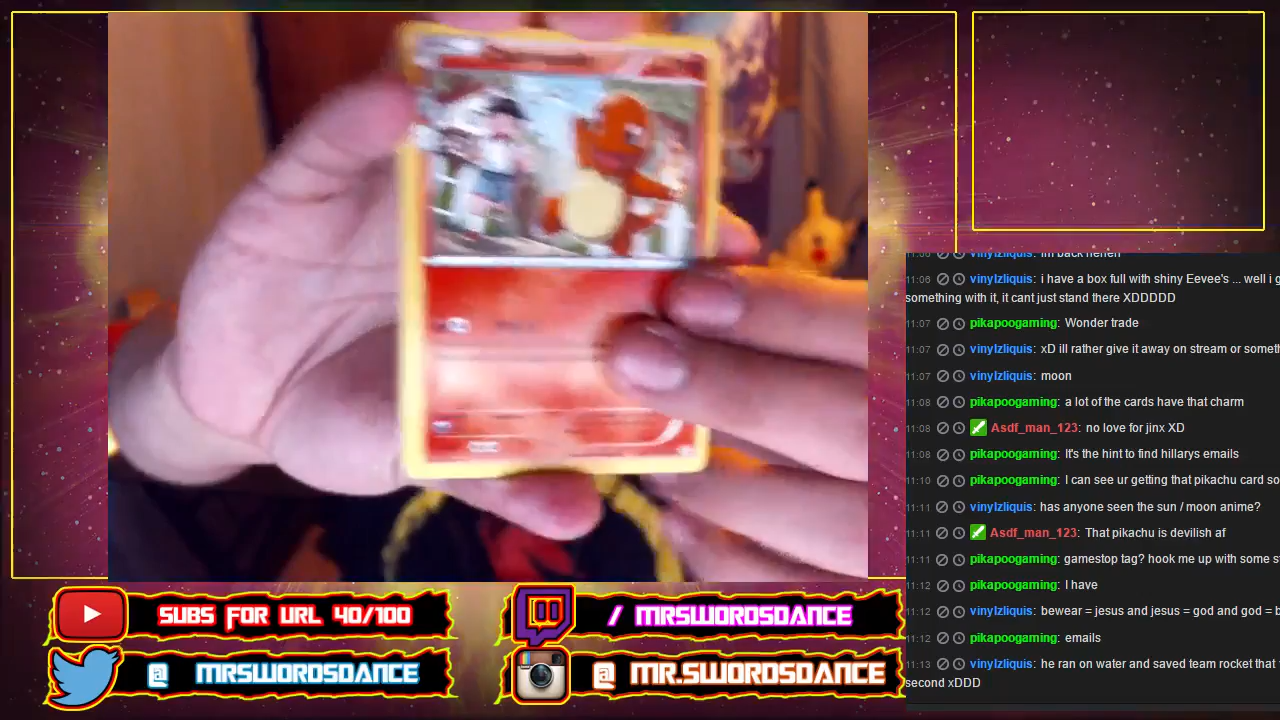 vinylzliquis: im back heheh
11:06 vinylzliquis: i have a box full with shiny Eevee's ... well i g
something with it, it cant just stand there XDDDDD
11:07 pikapoogaming: Wonder trade
11:07 vinylzliquis: xD ill rather give it away on stream or someth
11:07 vinylzliquis: moon
11:08 pikapoogaming: a lot of the cards have that charm
11:08 Asdf_man_123: no love for jinx XD
11:08 pikapoogaming: It's the hint to find hillarys emails
11:10 pikapoogaming: I can see ur getting that pikachu card so
11:11 vinylzliquis: has anyone seen the sun / moon anime?
11:11 Asdf_man_123: That pikachu is devilish af
11:11 pikapoogaming: gamestop tag? hook me up with some s
11:12 pikapoogaming: I have
11:12 vinylzliquis: bewear = jesus and jesus = god and god = b
11:12 pikapoogaming: emails
11:13 vinylzliquis: he ran on water and saved team rocket that
second xDDD
SUBS FOR URL 40/100
/ MRSWORDSDANCE
@ MRSWORDSDANCE
@ MR.SWORDSDANCE